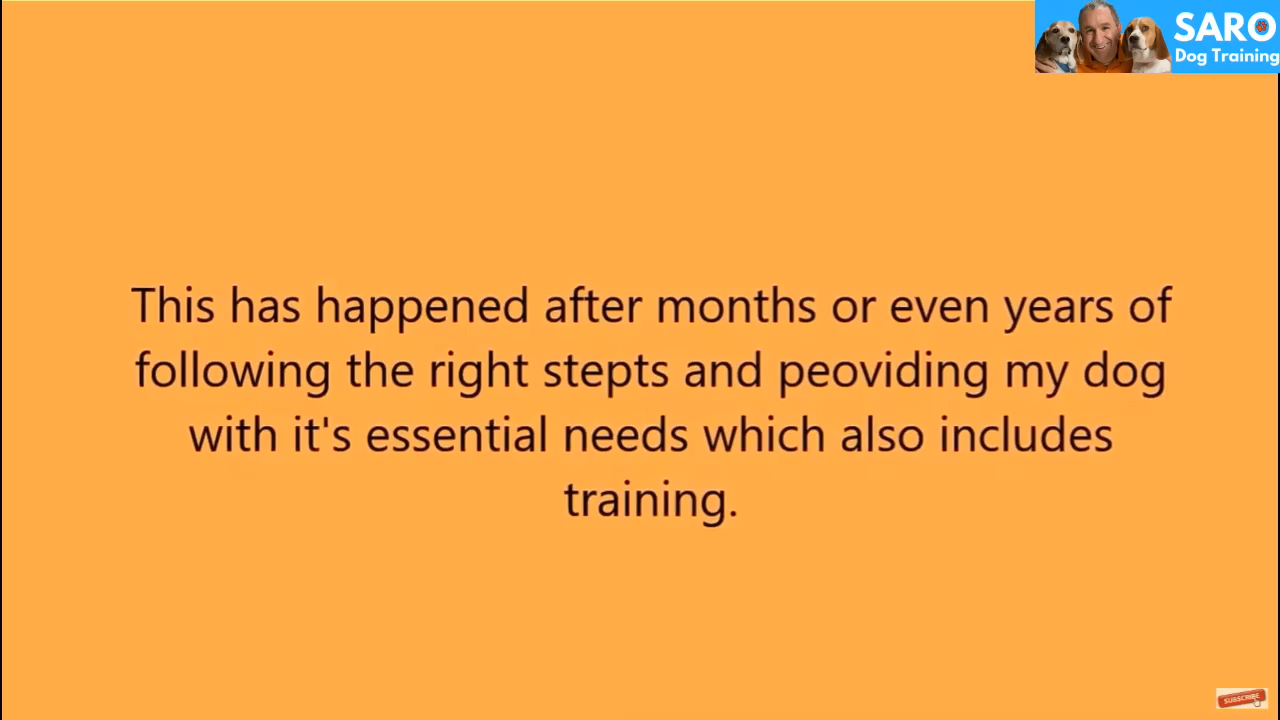 SARO
Dog Training
This has happened after months or even years of
following the right stepts and peoviding my dog
with it's essential needs which also includes
training.
SUBSCRIBE